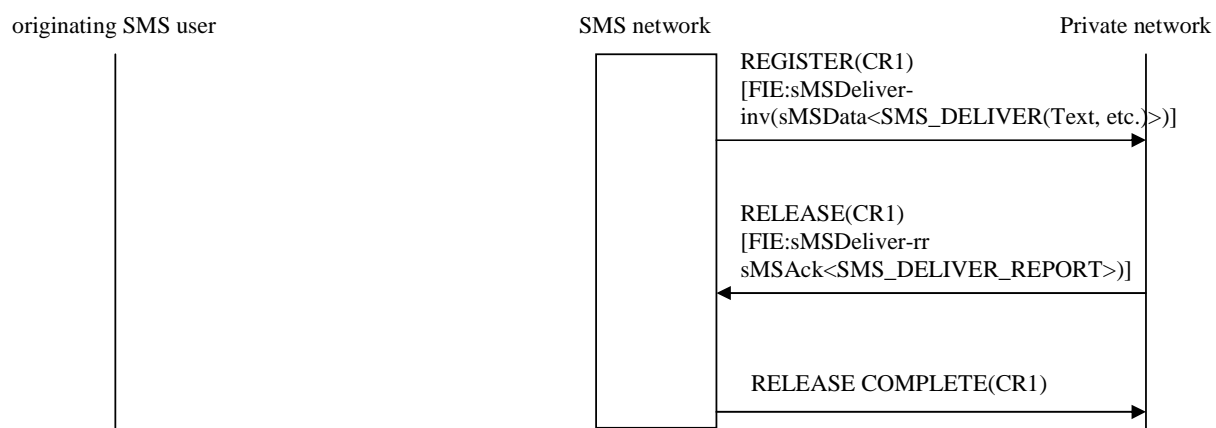 originating SMS user
SMS network
Private network
REGISTER(CR1)
[FIE:sMSDeliver-
inv(sMSData<SMS_DELIVER(Text, etc.)>)]
RELEASE(CR1)
[FIE:sMSDeliver-rr
sMSAck<SMS_DELIVER_REPORT>)]
RELEASE COMPLETE(CR1)